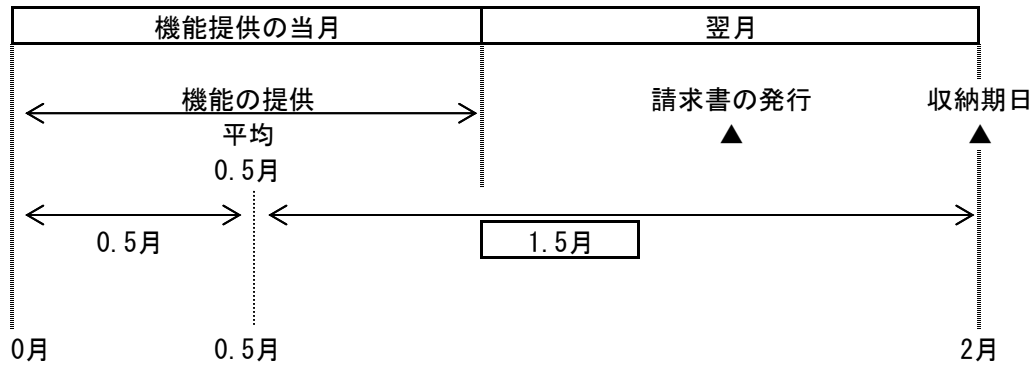 機能提供の当月 翌月
機能の提供 請求書の発行 収納期日
平均 ▲ ▲
0.5月
0.5月 1.5月
0月 0.5月 2月